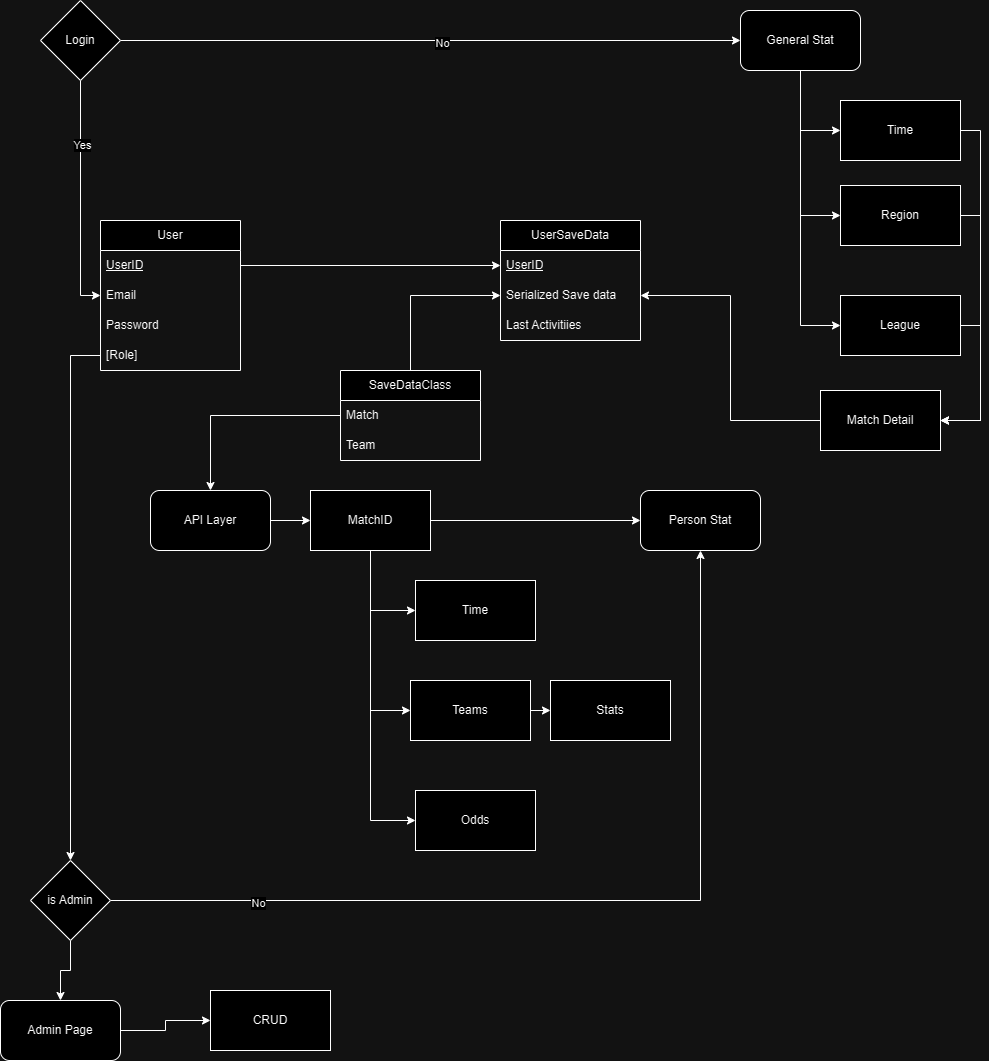 Login
No
General Stat
Time
Yes
Region
User
UserSaveData
UserID
UserID
Email
Serialized Save data
Password
Last Activitiies
League
[Role]
SaveDataClass
Match
Match Detail
Team
API Layer
MatchID
Person Stat
Time
Teams
Stats
Odds
is Admin
No
Admin Page
CRUD